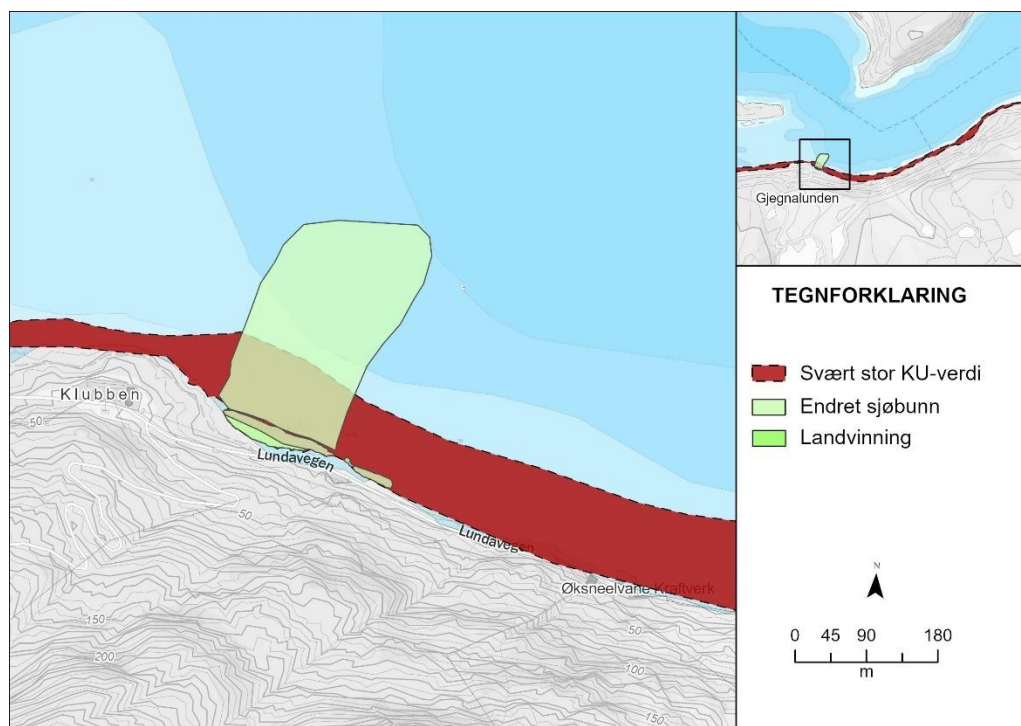 Klubben
50
Lundavegen
50
Lundavegen
Øksneelvane Kraftverk
50
150
200
100
150
Gjegnalunden
TEGNFORKLARING
Svært stor KU-verdi
Endret sjøbunn
Landvinning
N
0 45 90 180
m